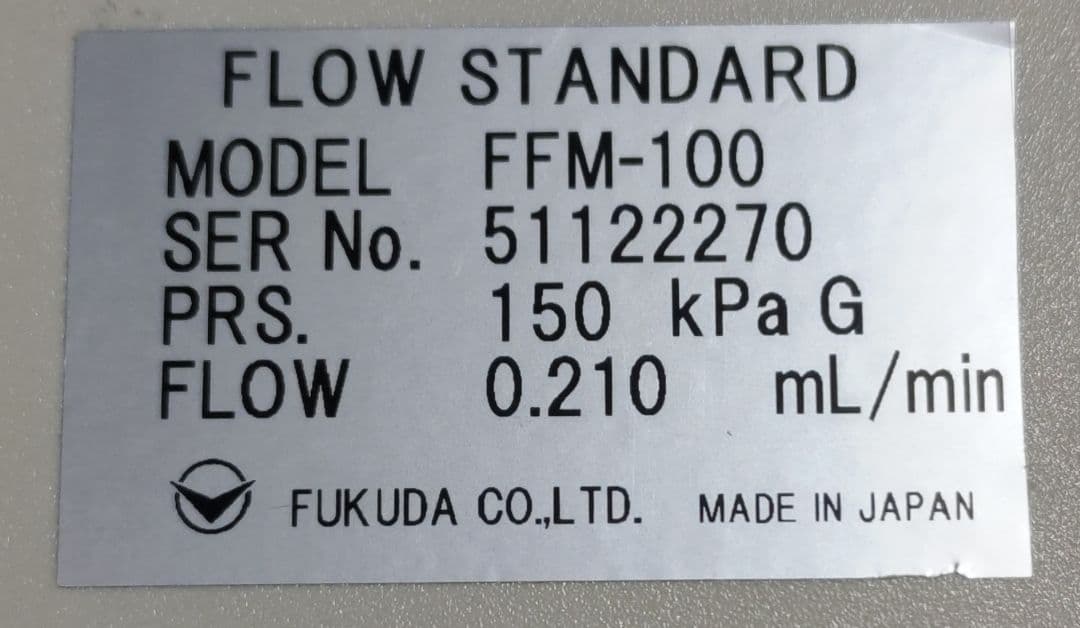 FLOW STANDARD
MODEL FFM-100
SER No. 51122270
PRS. 150 kPa G
FLOW 0.210 mL/min
FUKUDA CO.,LTD. MADE IN JAPAN